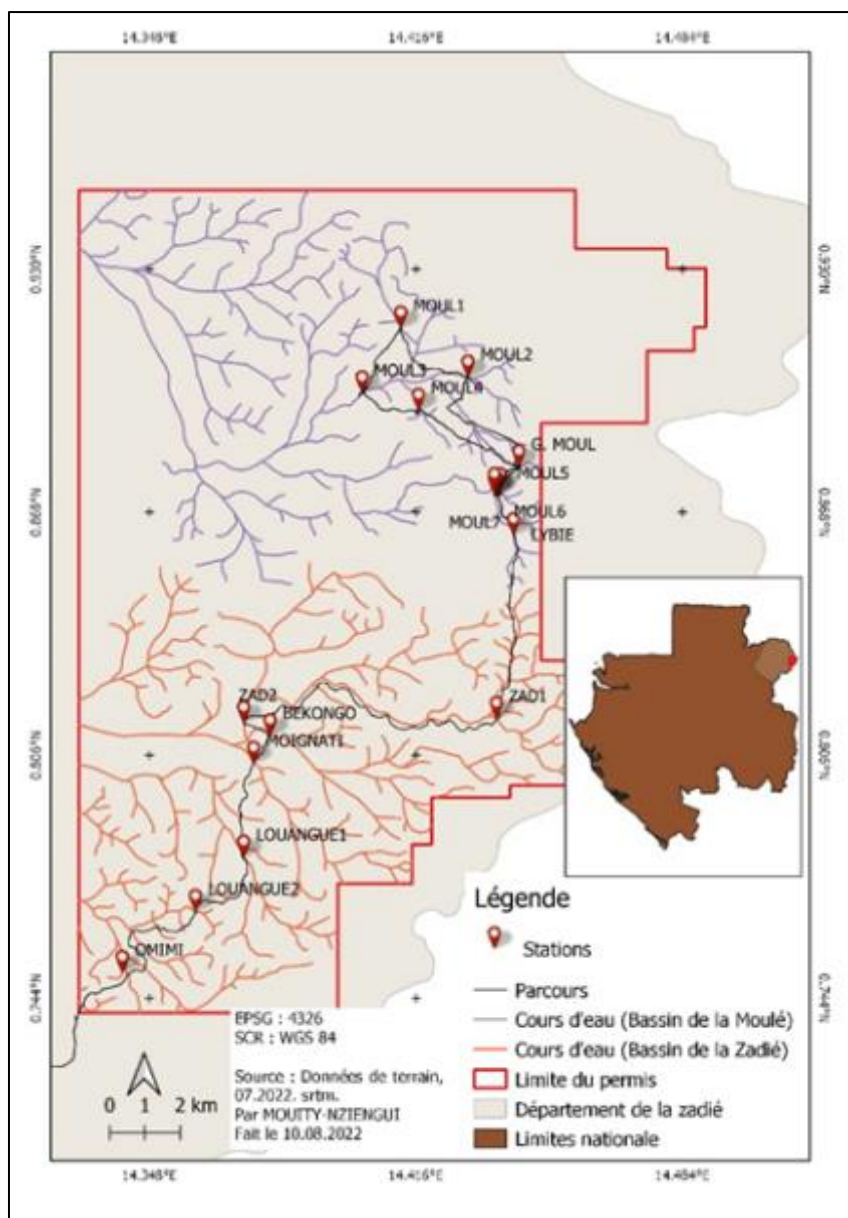 14.348°E 14.416°E 14.484°E
0.930°N 0.930°N
MOUL1
MOUL2
MOUL3
MOUL4
G. MOUL
MOUL5
MOUL6
MOUL7
LYBIE
0.868°N 0.868°N
ZAD1
ZAD2
BEKONGO
MOIGNATI
0.806°N 0.806°N
LOUANGUE1
LOUANGUE2
OMIMI
0.744°N 0.744°N
Légende
Stations
Parcours
Cours d'eau (Bassin de la Moulé)
Cours d'eau (Bassin de la Zadié)
Limite du permis
Département de la zadié
Limites nationale
EPSG : 4326
SCR : WGS 84
Source : Données de terrain,
07.2022. srtm.
Par MOUITY-NZIENGUI
Fait le 10.08.2022
0 1 2 km
14.348°E 14.416°E 14.484°E